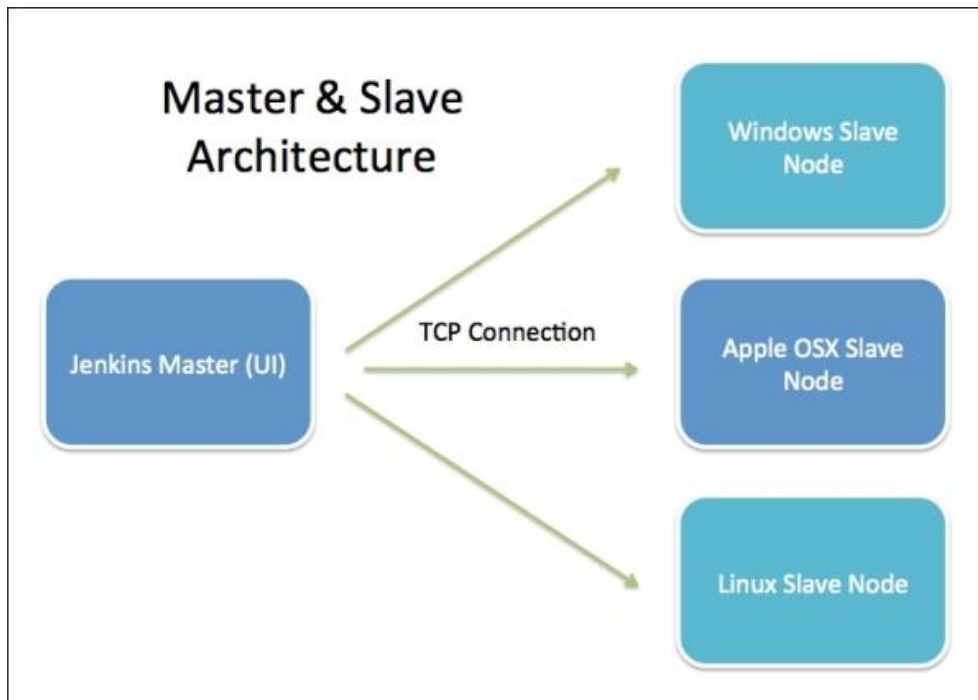 Master & Slave
Architecture
Windows Slave
Node
Jenkins Master (UI)
TCP Connection
Apple OSX Slave
Node
Linux Slave Node